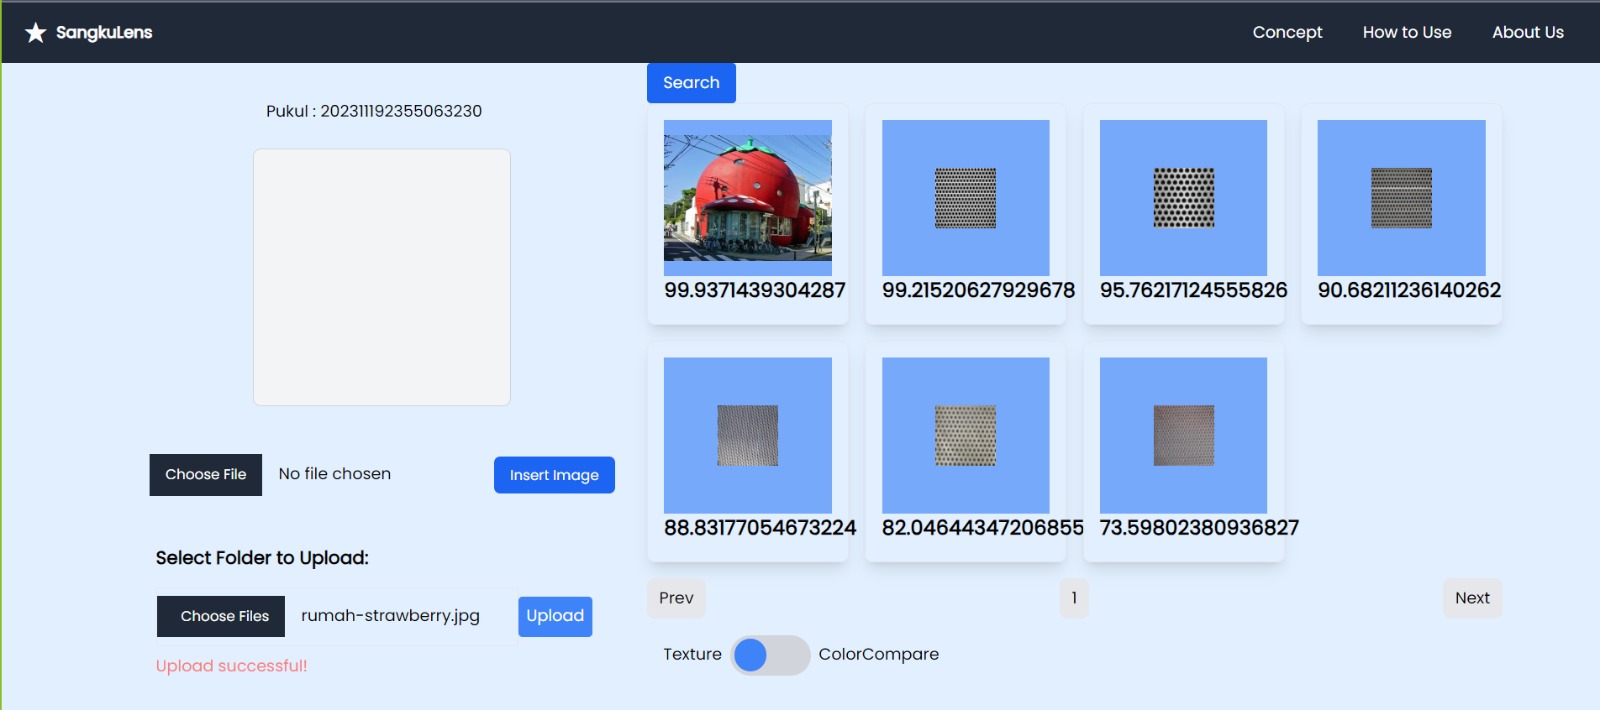 SangkuLens
Concept
How to Use
About Us
Pukul : 202311192355063230
Choose File
No file chosen
Insert Image
Select Folder to Upload:
Choose Files
rumah-strawberry.jpg
Upload
Upload successful!
Search
99.9371439304287
99.21520627929678
95.76217124555826
90.68211236140262
88.83177054673224
82.04644347206855
73.59802380936827
Prev
1
Next
Texture
ColorCompare